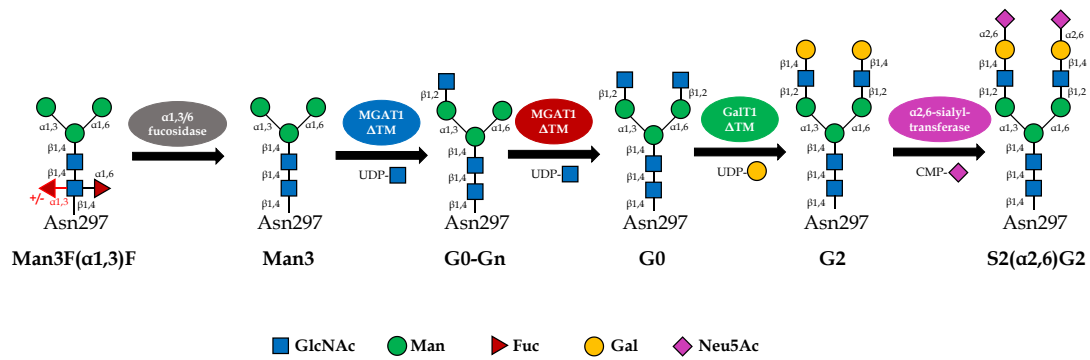 α1,3 α1,6
β1,4
β1,4 α1,6
+/- α1,3 β1,4
Asn297
Man3F(α1,3)F
α1,3/6
fucosidase
α1,3 α1,6
β1,4
β1,4
β1,4
Asn297
Man3
MGAT1
ΔTM
UDP-
β1,2
α1,3 α1,6
β1,4
β1,4
β1,4
Asn297
G0-Gn
MGAT1
ΔTM
UDP-
β1,2 β1,2
α1,3 α1,6
β1,4
β1,4
β1,4
Asn297
G0
GalT1
ΔTM
UDP-
β1,4 β1,4
β1,2 β1,2
α1,3 α1,6
β1,4
β1,4
β1,4
Asn297
G2
α2,6-sialyl-
transferase
CMP-
α2,6 α2,6
β1,4 β1,4
β1,2 β1,2
α1,3 α1,6
β1,4
β1,4
β1,4
Asn297
S2(α2,6)G2
GlcNAc Man Fuc Gal Neu5Ac